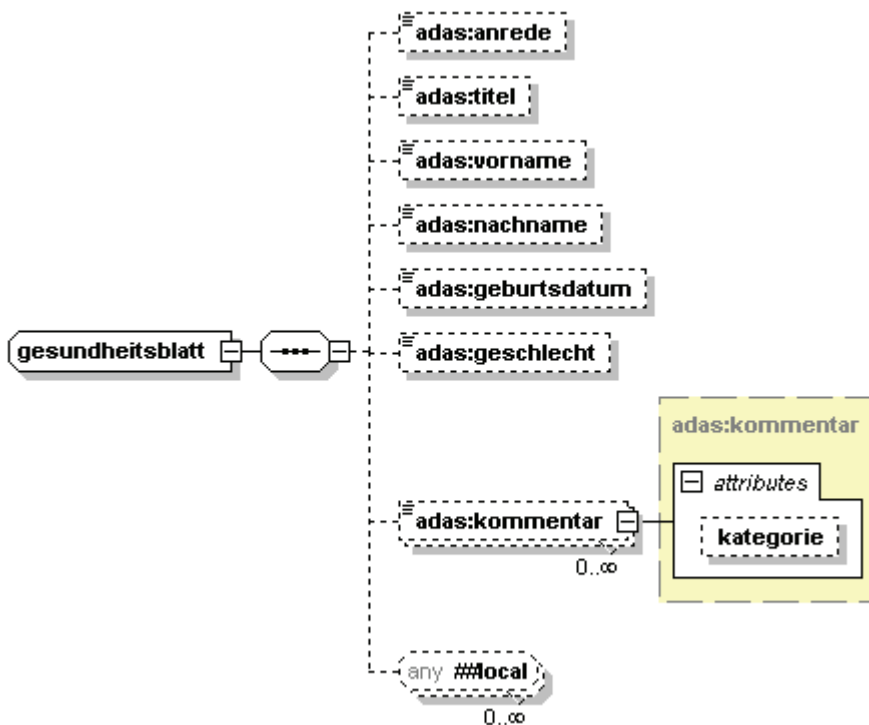 adas:anrede
adas:titel
adas:vorname
adas:nachname
adas:geburtsdatum
gesundheitsblatt
adas:geschlecht
adas:kommentar
attributes
adas:kommentar
kategorie
0..∞
any ##local
0..∞